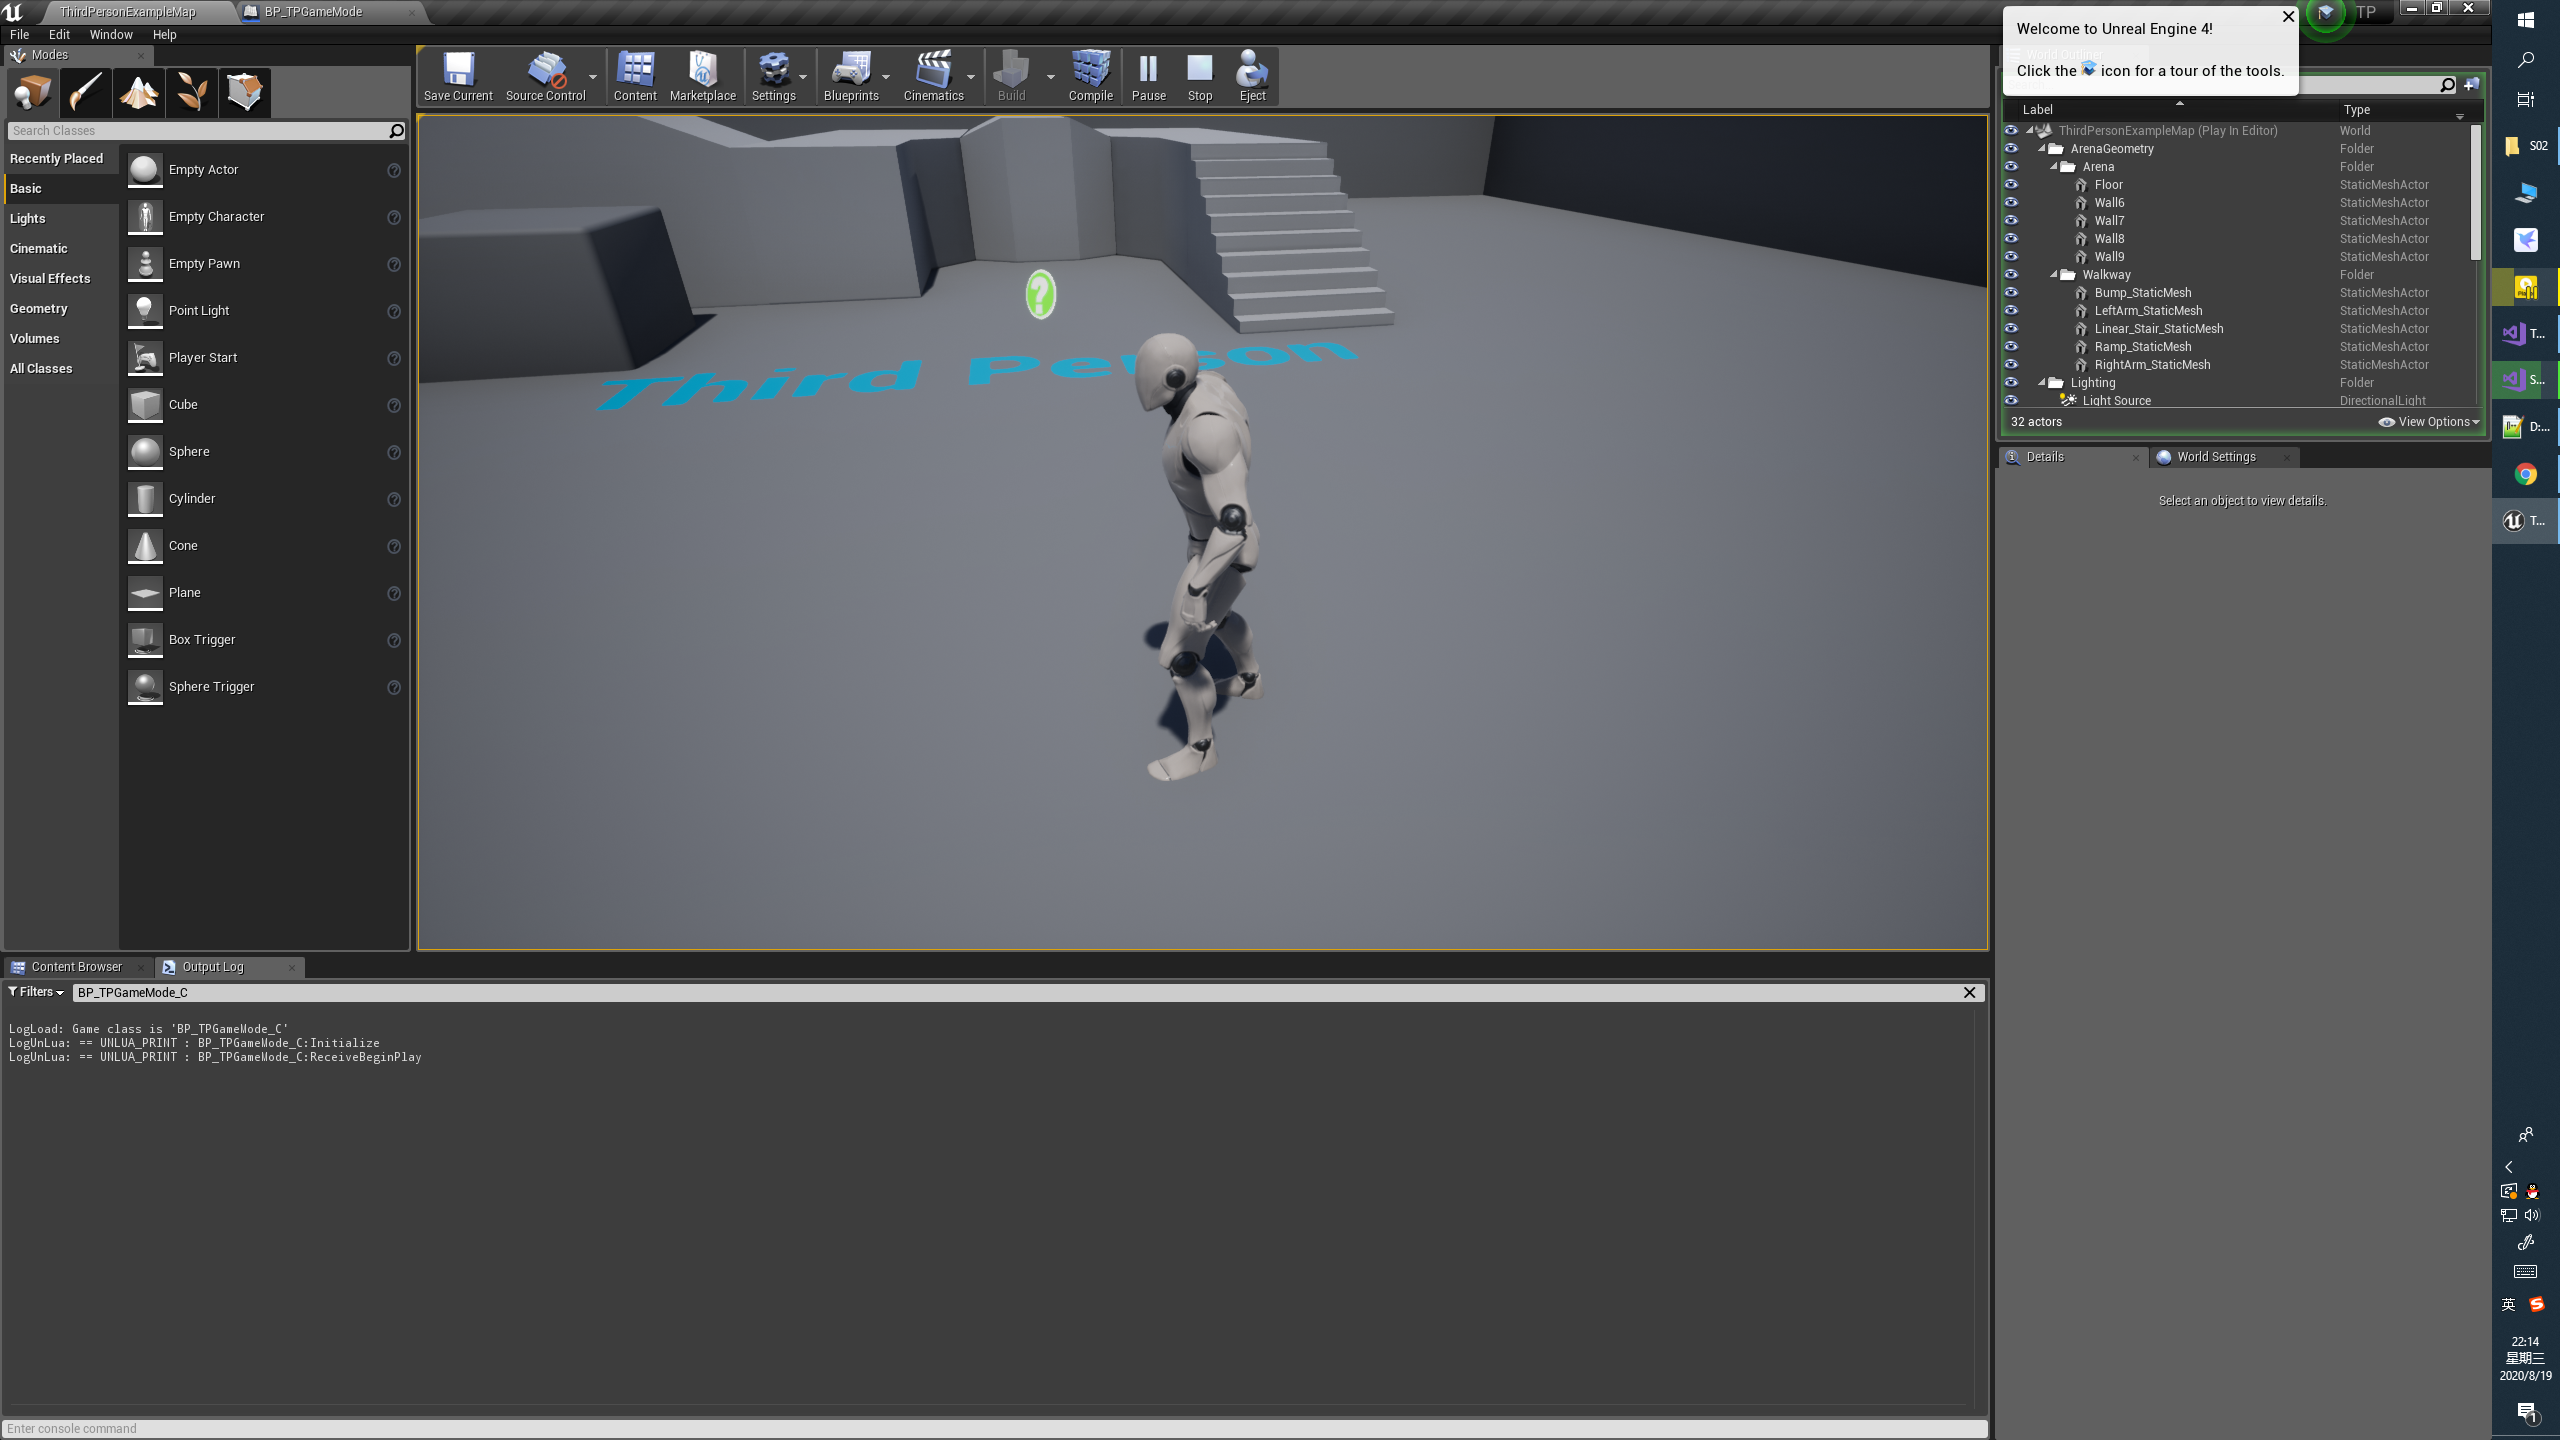 ThirdPersonExampleMap
BP_TPGameMode
TP
File Edit Window Help
Modes
Search Classes
Recently Placed
Basic
Lights
Cinematic
Visual Effects
Geometry
Volumes
All Classes
Empty Actor
Empty Character
Empty Pawn
Point Light
Player Start
Cube
Sphere
Cylinder
Cone
Plane
Box Trigger
Sphere Trigger
Save Current
Source Control
Content
Marketplace
Settings
Blueprints
Cinematics
Build
Compile
Pause
Stop
Eject
Third Person
?
Welcome to Unreal Engine 4!
Click the icon for a tour of the tools.
Label Type
ThirdPersonExampleMap (Play In Editor) World
ArenaGeometry Folder
Arena Folder
Floor StaticMeshActor
Wall6 StaticMeshActor
Wall7 StaticMeshActor
Wall8 StaticMeshActor
Wall9 StaticMeshActor
Walkway Folder
Bump_StaticMesh StaticMeshActor
LeftArm_StaticMesh StaticMeshActor
Linear_Stair_StaticMesh StaticMeshActor
Ramp_StaticMesh StaticMeshActor
RightArm_StaticMesh StaticMeshActor
Lighting Folder
Light Source DirectionalLight
32 actors View Options
Details World Settings
Select an object to view details.
Content Browser Output Log
Filters BP_TPGameMode_C
LogLoad: Game class is 'BP_TPGameMode_C'
LogUnLua: == UNLUA_PRINT : BP_TPGameMode_C:Initialize
LogUnLua: == UNLUA_PRINT : BP_TPGameMode_C:ReceiveBeginPlay
Enter console command
S02
T...
S...
D:...
T...
英
22:14
星期三
2020/8/19
1